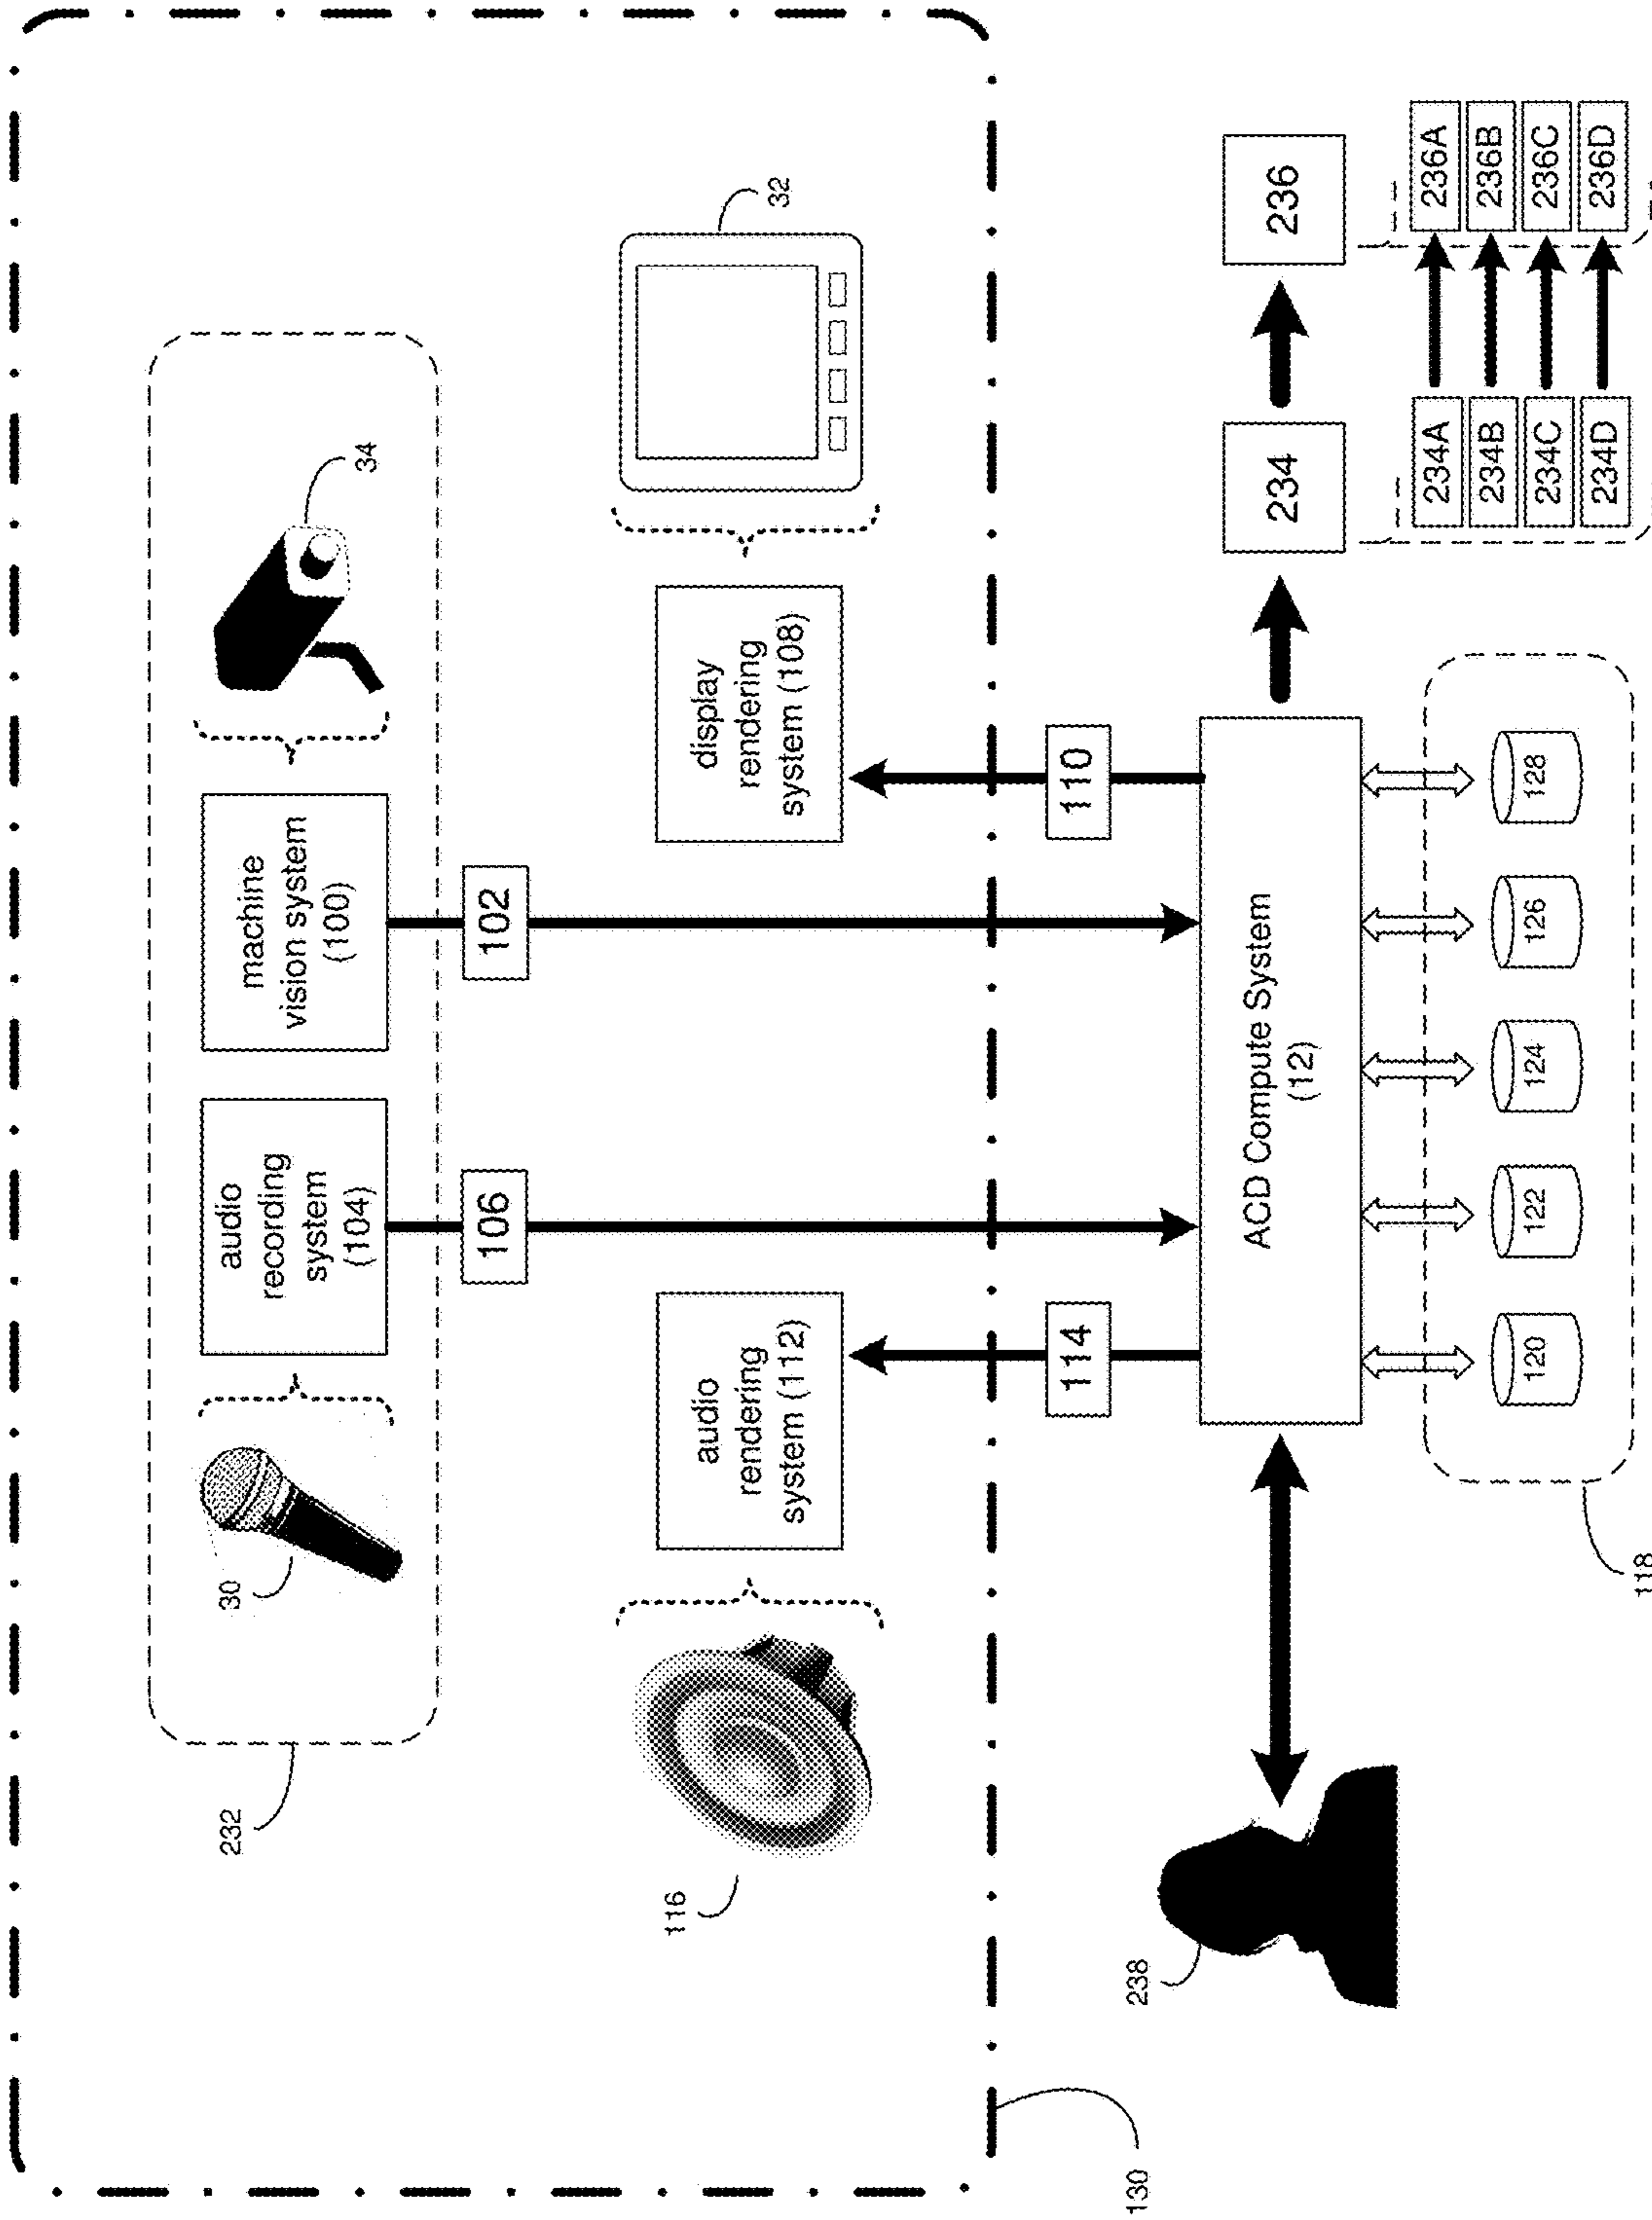 232
30
audio
recording
system
(104)
machine
vision system
(100)
34
106
102
116
audio
rendering
system (112)
display
rendering
system (108)
32
114
110
130
238
ACD Compute System
(12)
234
236
234A
236A
234B
236B
234C
236C
234D
236D
120
122
124
126
128
118